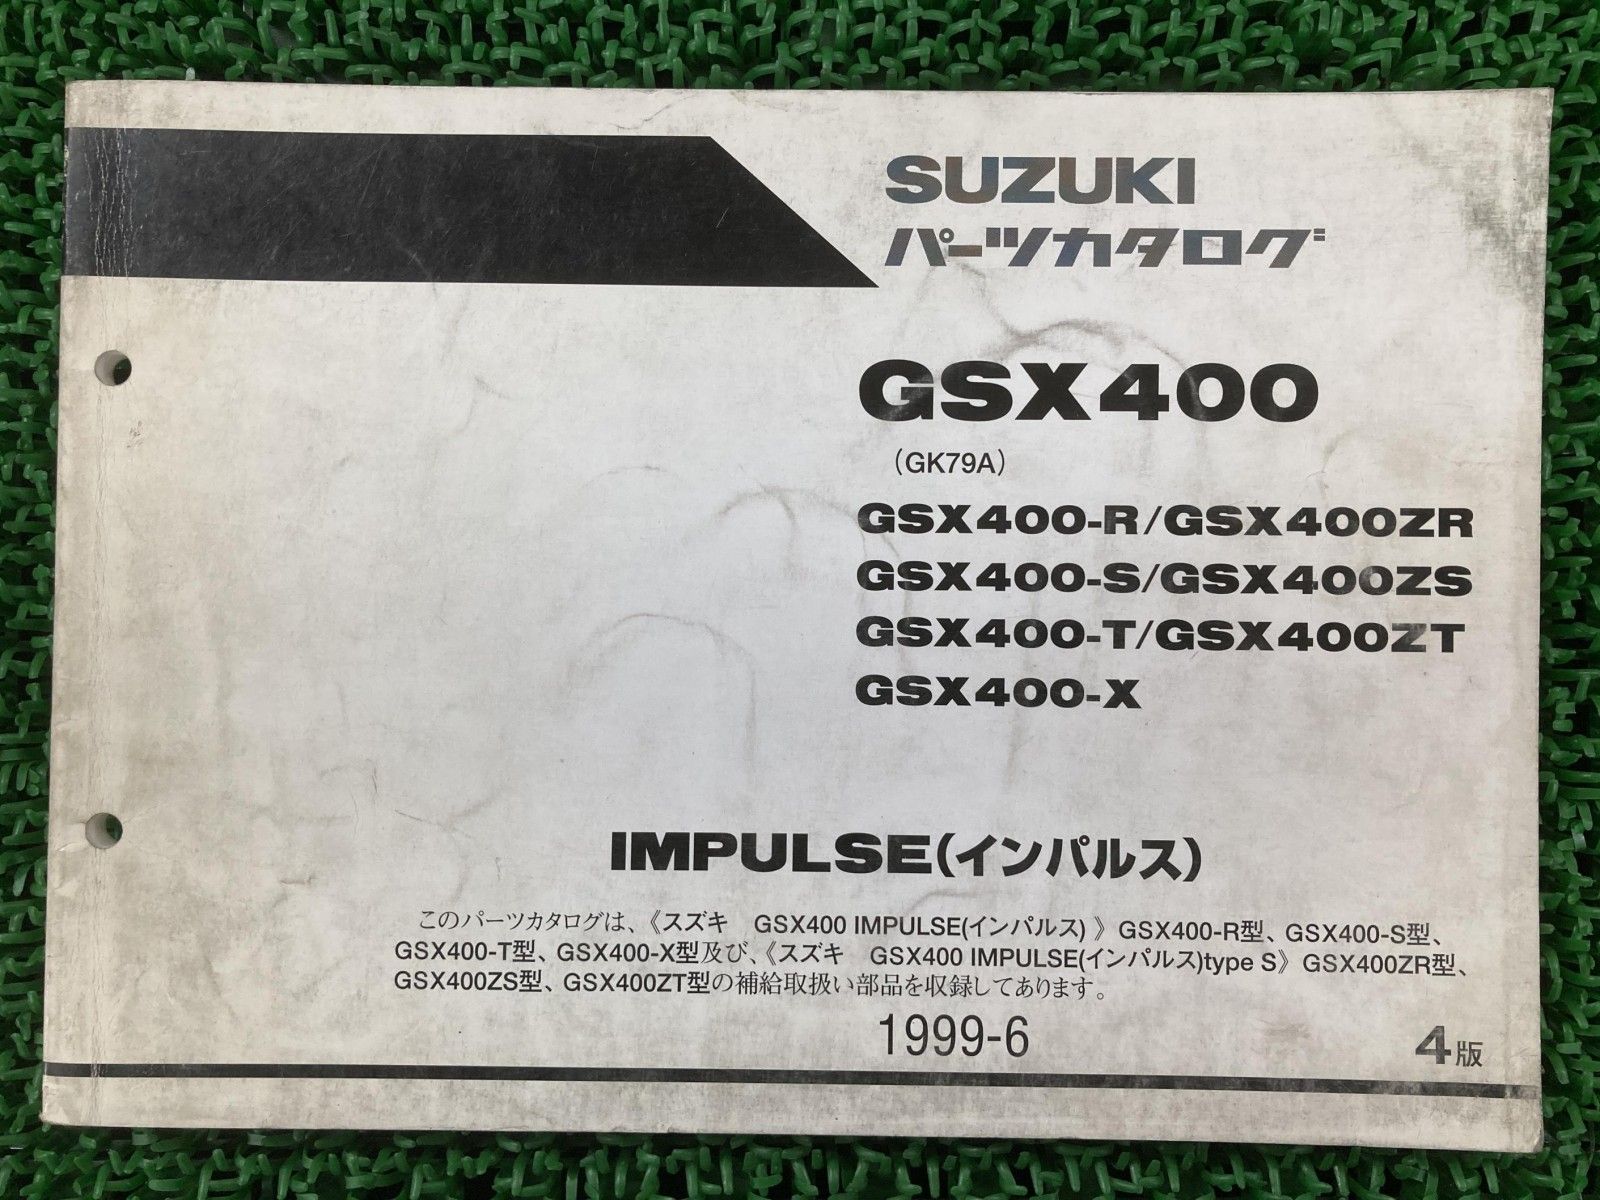 SUZUKI
パーツカタログ
GSX400
（GK79A）
GSX400-R/GSX400ZR
GSX400-S/GSX400ZS
GSX400-T/GSX400ZT
GSX400-X
IMPULSE（インパルス）
このパーツカタログは、《スズキ　GSX400 IMPULSE(インパルス) 》GSX400-R型、GSX400-S型、
GSX400-T型、GSX400-X型及び、《スズキ　GSX400 IMPULSE(インパルス)type S》GSX400ZR型、
GSX400ZS型、GSX400ZT型の補給取扱い部品を収録してあります。
1999-6
4版